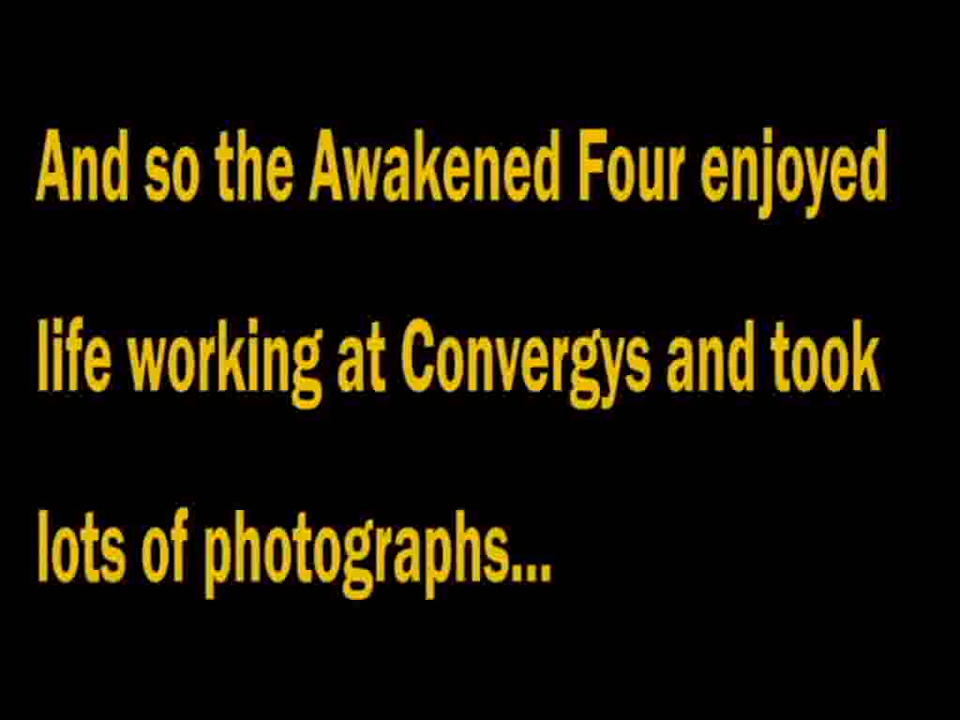 And so the Awakened Four enjoyed
life working at Convergys and took
lots of photographs...